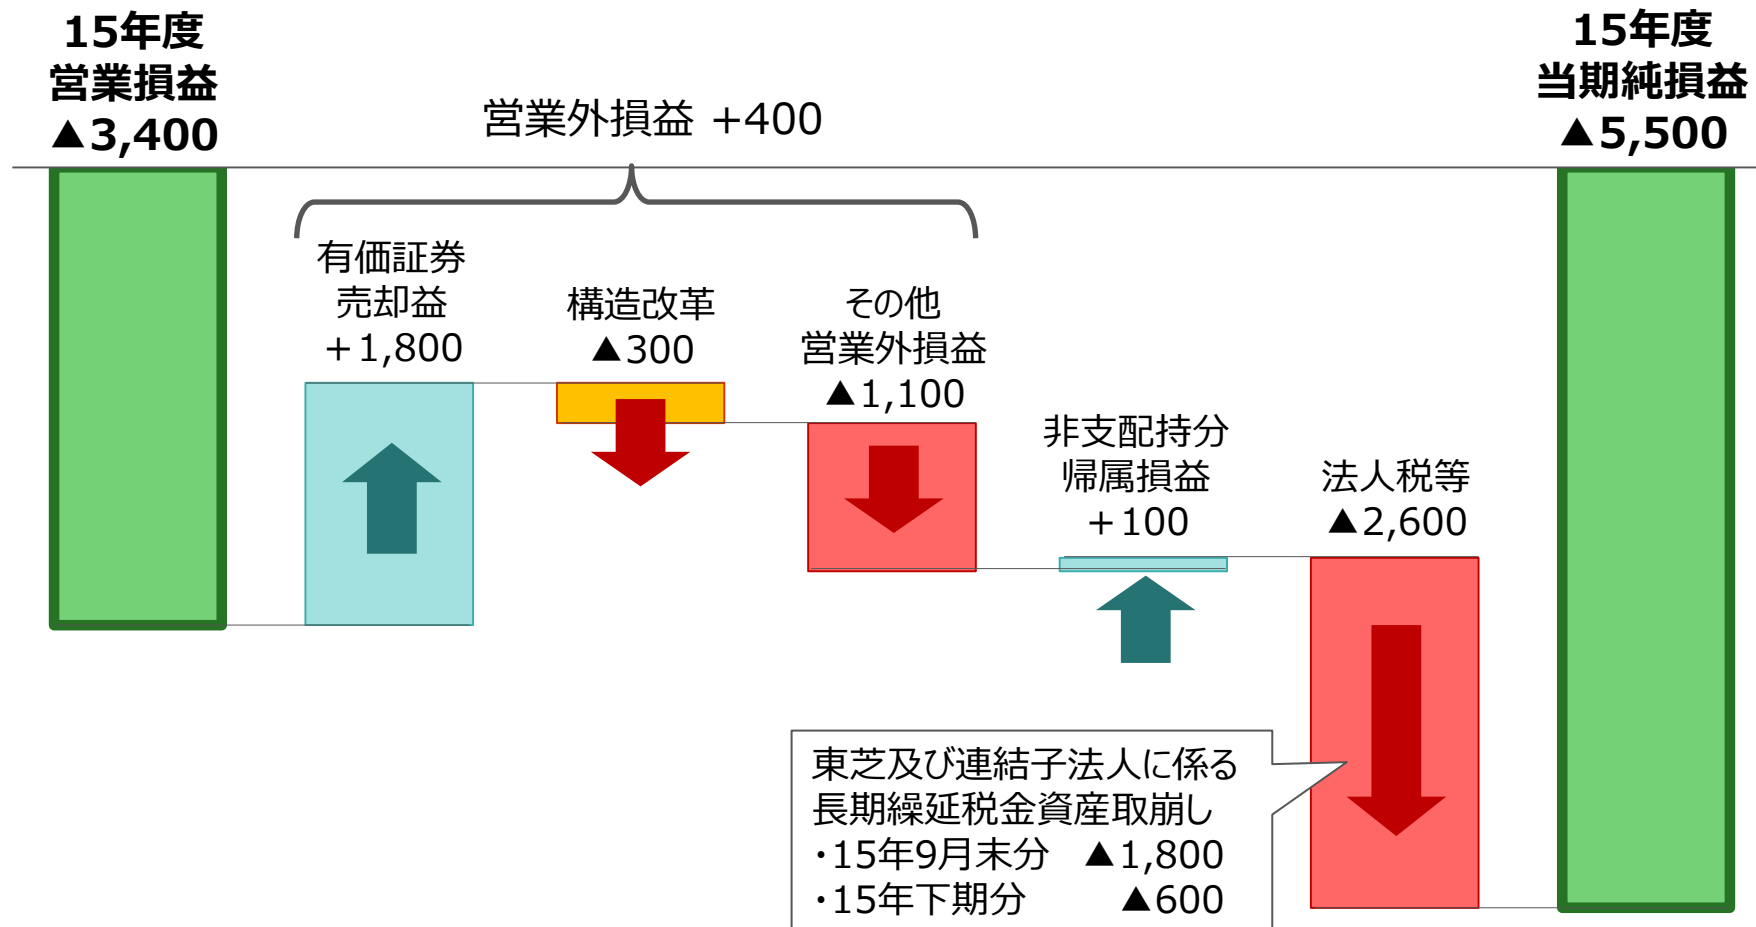 15年度
営業損益
▲3,400
営業外損益 +400
15年度
当期純損益
▲5,500
有価証券
売却益
＋1,800
構造改革
▲300
その他
営業外損益
▲1,100
非支配持分
帰属損益
＋100
法人税等
▲2,600
東芝及び連結子法人に係る
長期繰延税金資産取崩し
・15年9月末分 ▲1,800
・15年下期分 ▲600